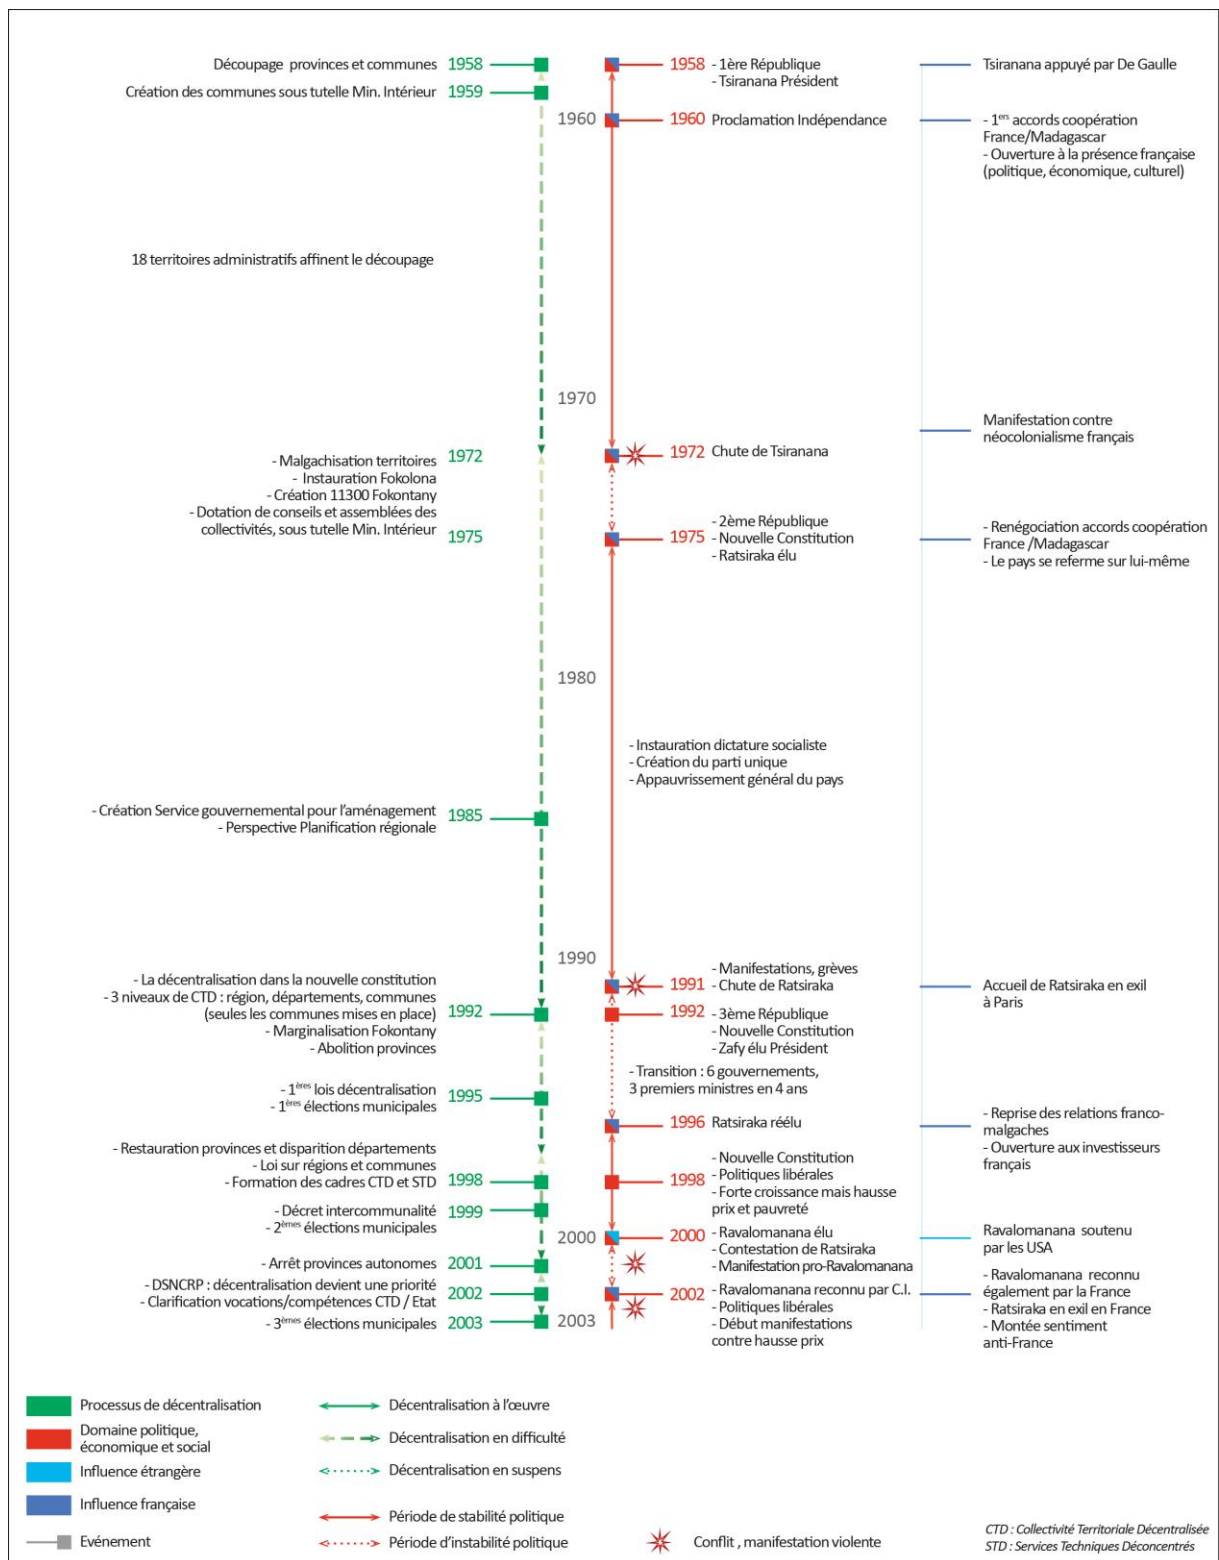 Découpage provinces et communes 1958
Création des communes sous tutelle Min. Intérieur 1959
18 territoires administratifs affinent le découpage
- Malgachisation territoires 1972
- Instauration Fokolona
- Création 11300 Fokontany
- Dotation de conseils et assemblées des
collectivités, sous tutelle Min. Intérieur 1975
- Création Service gouvernemental pour l'aménagement 1985
- Perspective Planification régionale
- La décentralisation dans la nouvelle constitution
- 3 niveaux de CTD : région, départements, communes
(seules les communes mises en place) 1992
- Marginalisation Fokontany
- Abolition provinces
- 1ères lois décentralisation 1995
- 1ères élections municipales
- Restauration provinces et disparition départements
- Loi sur régions et communes
- Formation des cadres CTD et STD 1998
- Décret intercommunalité 1999
- 2èmes élections municipales
- Arrêt provinces autonomes 2001
- DSNCRP : décentralisation devient une priorité 2002
- Clarification vocations/compétences CTD / Etat
- 3èmes élections municipales 2003
1960
1970
1980
1990
2000
2003
1958 - 1ère République
- Tsiranana Président
1960 Proclamation Indépendance
1972 Chute de Tsiranana
- 2ème République
1975 - Nouvelle Constitution
- Ratsiraka élu
- Instauration dictature socialiste
- Création du parti unique
- Appauvrissement général du pays
- Manifestations, grèves
1991 - Chute de Ratsiraka
1992 - 3ème République
- Nouvelle Constitution
- Zafy élu Président
- Transition : 6 gouvernements,
3 premiers ministres en 4 ans
1996 Ratsiraka réélu
- Nouvelle Constitution
1998 - Politiques libérales
- Forte croissance mais hausse
prix et pauvreté
2000 - Ravalomanana élu
- Contestation de Ratsiraka
- Manifestation pro-Ravalomanana
2002 - Ravalomanana reconnu par C.I.
- Politiques libérales
- Début manifestations
contre hausse prix
Tsiranana appuyé par De Gaulle
- 1ers accords coopération
France/Madagascar
- Ouverture à la présence française
(politique, économique, culturel)
Manifestation contre
néocolonialisme français
- Renégociation accords coopération
France /Madagascar
- Le pays se referme sur lui-même
Accueil de Ratsiraka en exil
à Paris
- Reprise des relations franco-
malgaches
- Ouverture aux investisseurs
français
Ravalomanana soutenu
par les USA
- Ravalomanana reconnu
également par la France
- Ratsiraka en exil en France
- Montée sentiment
anti-France
Processus de décentralisation
Domaine politique,
économique et social
Influence étrangère
Influence française
Evénement
Décentralisation à l'œuvre
Décentralisation en difficulté
Décentralisation en suspens
Période de stabilité politique
Période d'instabilité politique
Conflit , manifestation violente
CTD : Collectivité Territoriale Décentralisée
STD : Services Techniques Déconcentrés